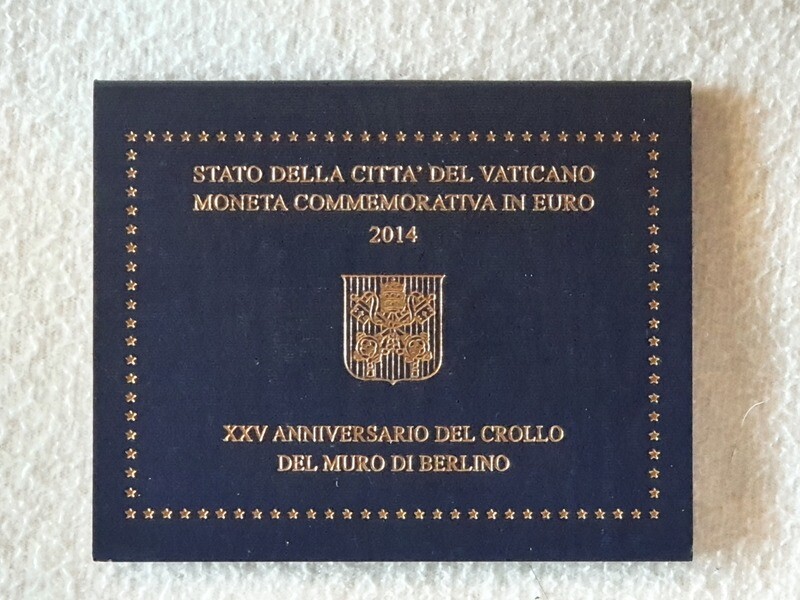 STATO DELLA CITTA' DEL VATICANO
MONETA COMMEMORATIVA IN EURO
2014
XXV ANNIVERSARIO DEL CROLLO
DEL MURO DI BERLINO